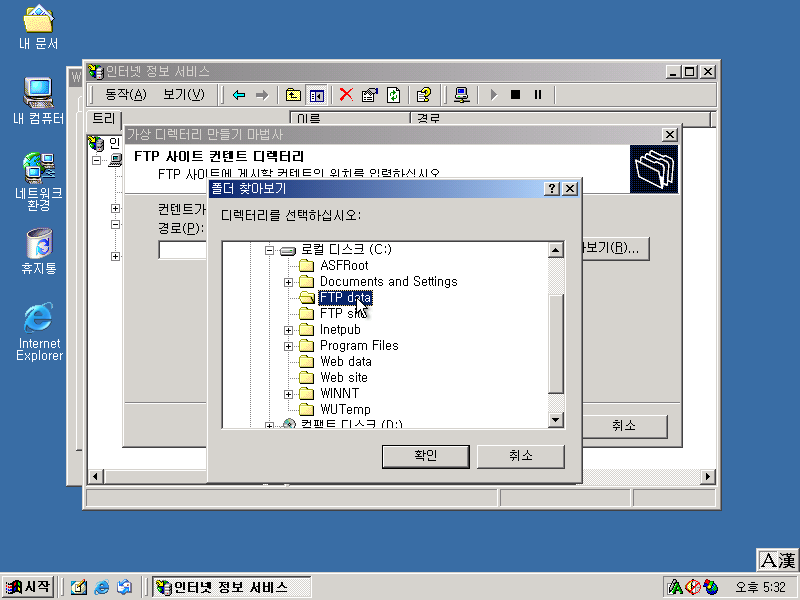 내 문서
내 컴퓨터
네트워크
환경
휴지통
Internet
Explorer
W
인터넷 정보 서비스
동작(A) 보기(V)
트리
이름 경로
인
가상 디렉터리 만들기 마법사
FTP 사이트 컨텐트 디렉터리
FTP 사이트에 게시할 컨텐트의 위치를 입력하십시오
컨텐트가
경로(P):
아보기(R)...
폴더 찾아보기
디렉터리를 선택하십시오:
로컬 디스크 (C:)
ASFRoot
Documents and Settings
FTP data
FTP site
Inetpub
Program Files
Web data
Web site
WINNT
WUTemp
컴팩트 디스크 (D:)
확인 취소
취소
A漢
시작
인터넷 정보 서비스
오후 5:32